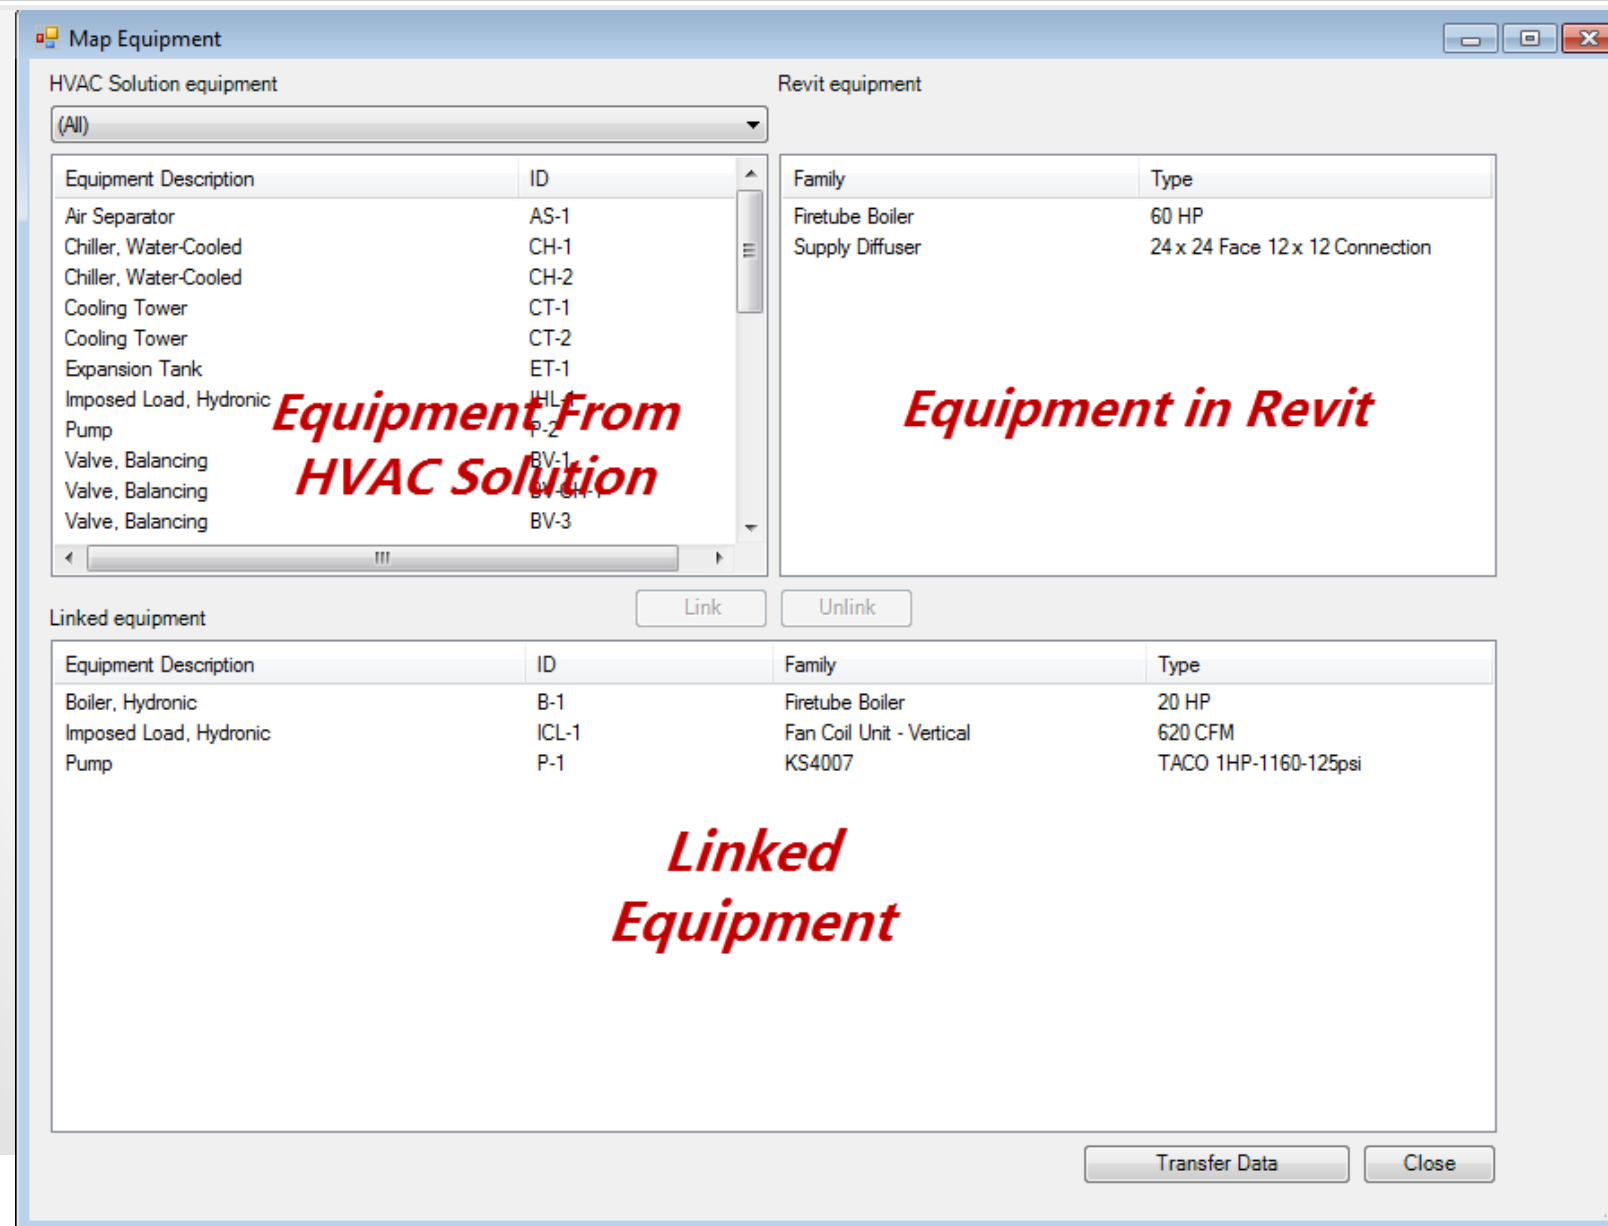 Map Equipment
HVAC Solution equipment
Revit equipment
(All)
Equipment Description ID
Air Separator AS-1
Chiller, Water-Cooled CH-1
Chiller, Water-Cooled CH-2
Cooling Tower CT-1
Cooling Tower CT-2
Expansion Tank ET-1
Imposed Load, Hydronic
Pump P-2
Valve, Balancing BV-1
Valve, Balancing
Valve, Balancing BV-3
Equipment From
HVAC Solution
Family Type
Firetube Boiler 60 HP
Supply Diffuser 24 x 24 Face 12 x 12 Connection
Equipment in Revit
Link Unlink
Linked equipment
Equipment Description ID Family Type
Boiler, Hydronic B-1 Firetube Boiler 20 HP
Imposed Load, Hydronic ICL-1 Fan Coil Unit - Vertical 620 CFM
Pump P-1 KS4007 TACO 1HP-1160-125psi
Linked
Equipment
Transfer Data Close